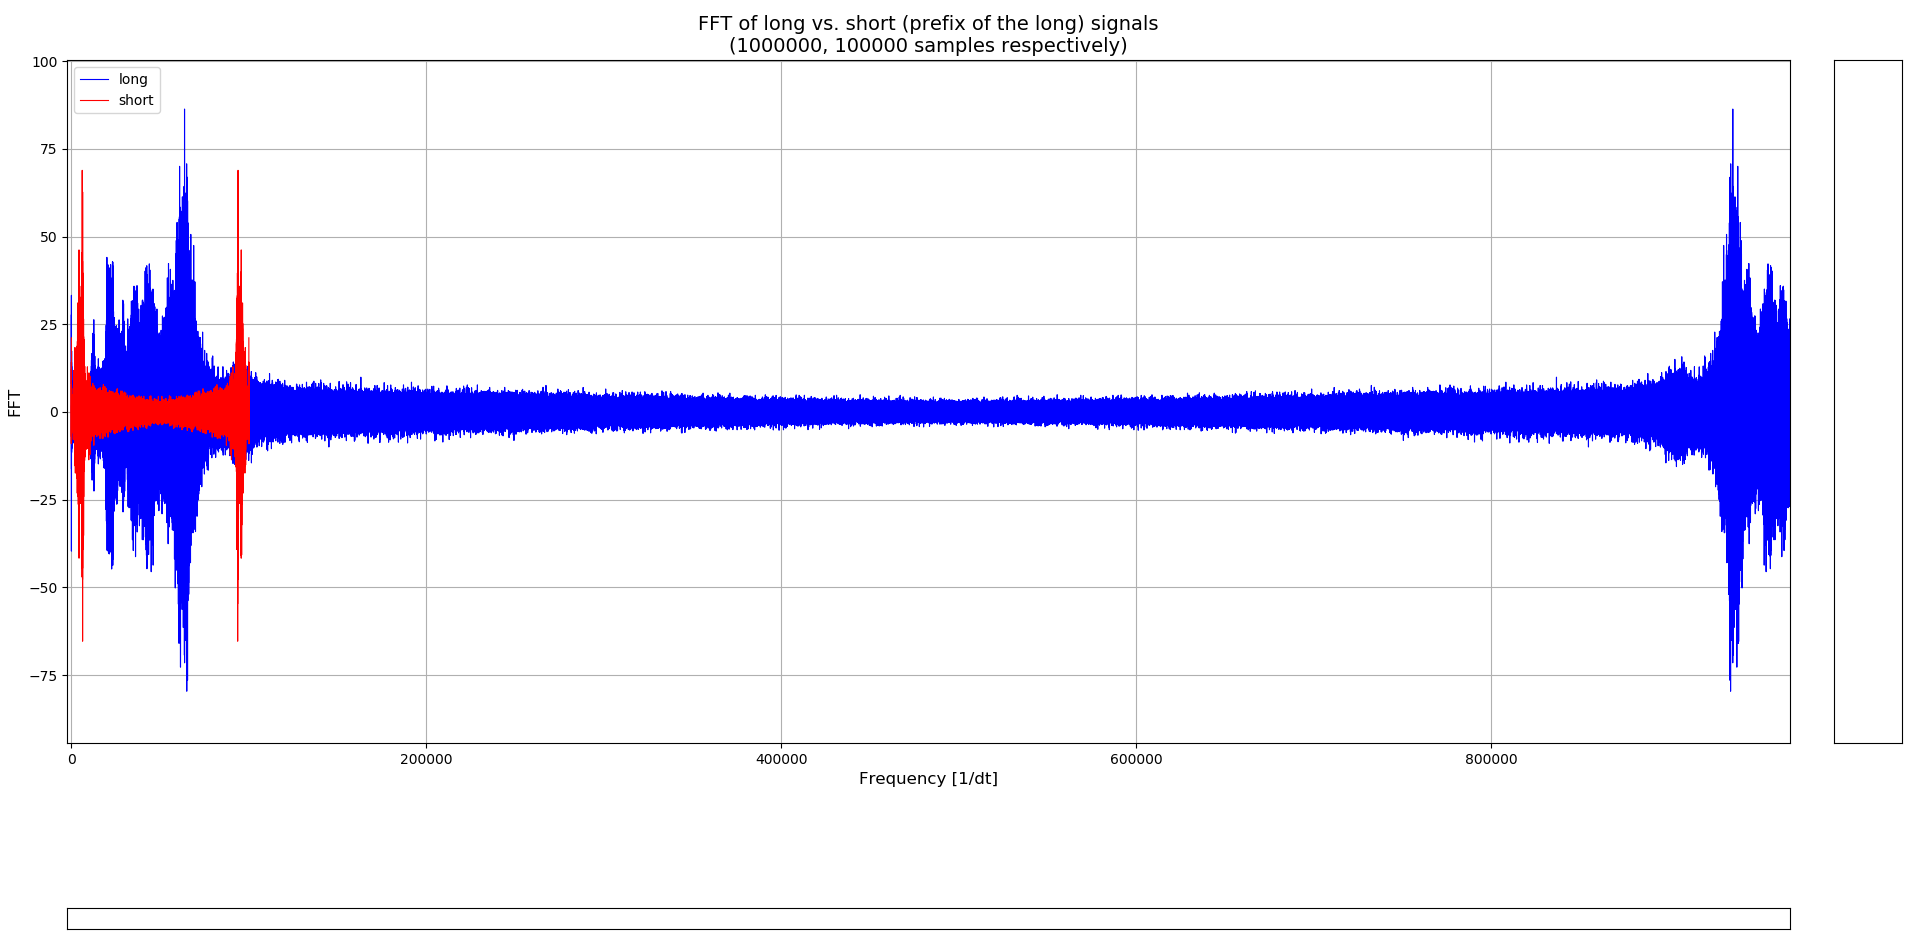 FFT of long vs. short (prefix of the long) signals
(1000000, 100000 samples respectively)
long
short
100
75
50
25
0
−25
−50
−75
FFT
0 200000 400000 600000 800000
Frequency [1/dt]